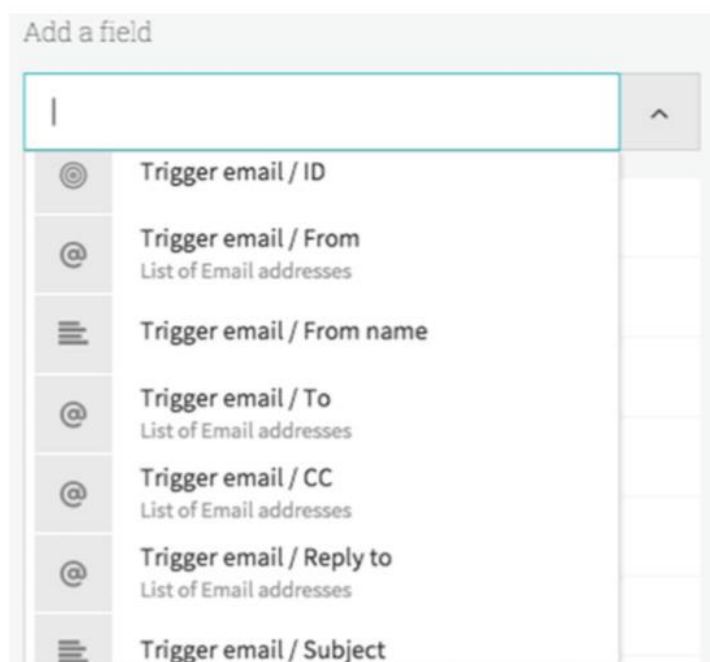 Add a field
Trigger email / ID
@ Trigger email / From
List of Email addresses
Trigger email / From name
@ Trigger email / To
List of Email addresses
@ Trigger email / CC
List of Email addresses
@ Trigger email / Reply to
List of Email addresses
Trigger email / Subject